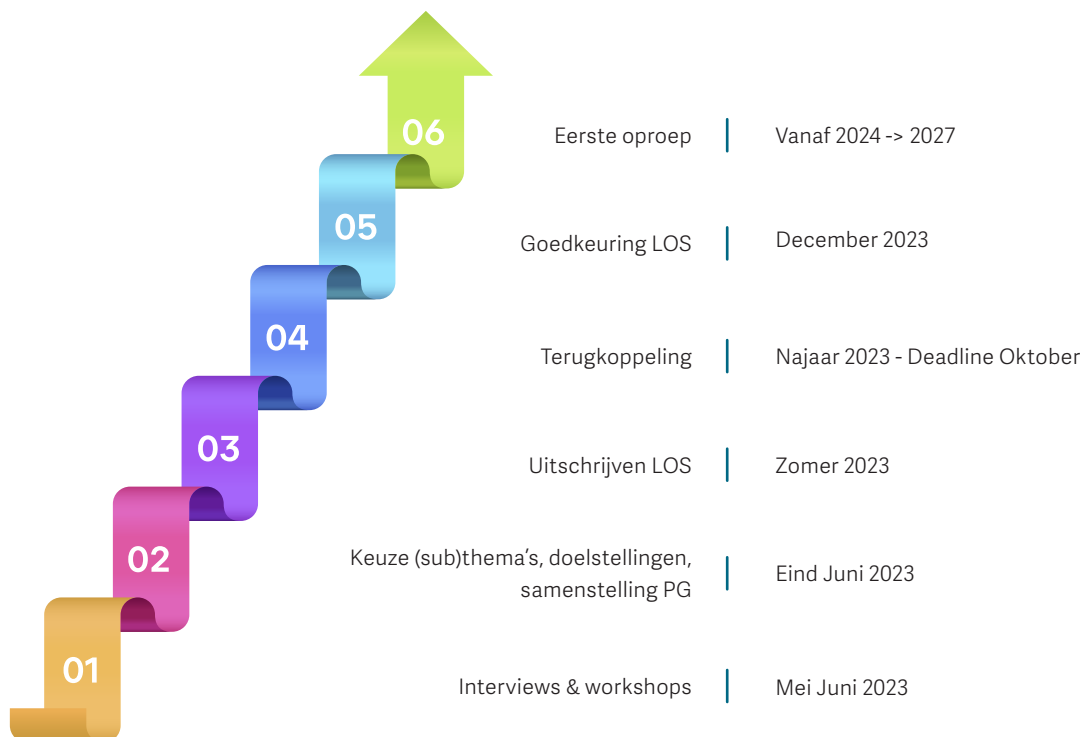 06
Eerste oproep
Vanaf 2024 -> 2027
05
Goedkeuring LOS
December 2023
04
Terugkoppeling
Najaar 2023 - Deadline Oktober
03
Uitschrijven LOS
Zomer 2023
02
Keuze (sub)thema's, doelstellingen,
samenstelling PG
Eind Juni 2023
01
Interviews & workshops
Mei Juni 2023